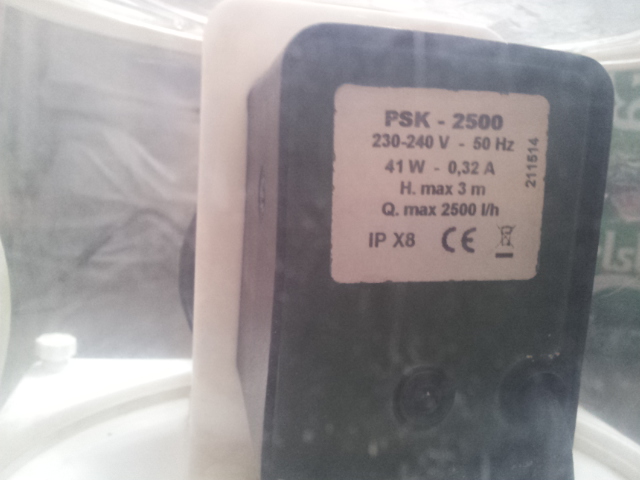 PSK - 2500
230-240 V - 50 Hz
41 W - 0,32 A
H. max 3 m
Q. max 2500 l/h
IP X8 CE
211514